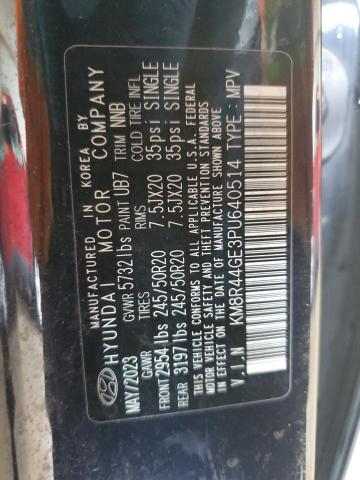 HYUNDAI MOTOR COMPANY
MADE IN KOREA BY
MAY/2023 GVWR 5732 lbs PAINT UB7 TRIM NNB
GAWR TIRES RIMS COLD TIRE INFL
FRONT 2954 lbs 245/50R20 7.5JX20 35psi SINGLE
REAR 3197 lbs 245/50R20 7.5JX20 35psi SINGLE
THIS VEHICLE CONFORMS TO ALL APPLICABLE U.S.A. FEDERAL
MOTOR VEHICLE SAFETY, BUMPER, AND THEFT PREVENTION STANDARDS
IN EFFECT ON THE DATE OF MANUFACTURE SHOWN ABOVE.
V.I.N KM8R44GE3PU640514 TYPE : MPV